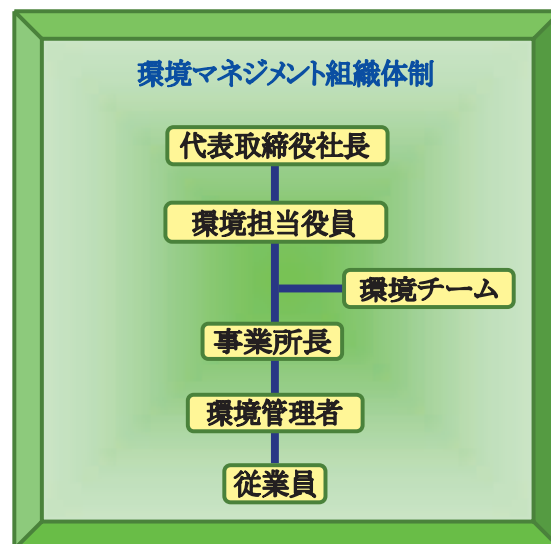 環境マネジメント組織体制
代表取締役社長
環境担当役員
環境チーム
事業所長
環境管理者
従業員